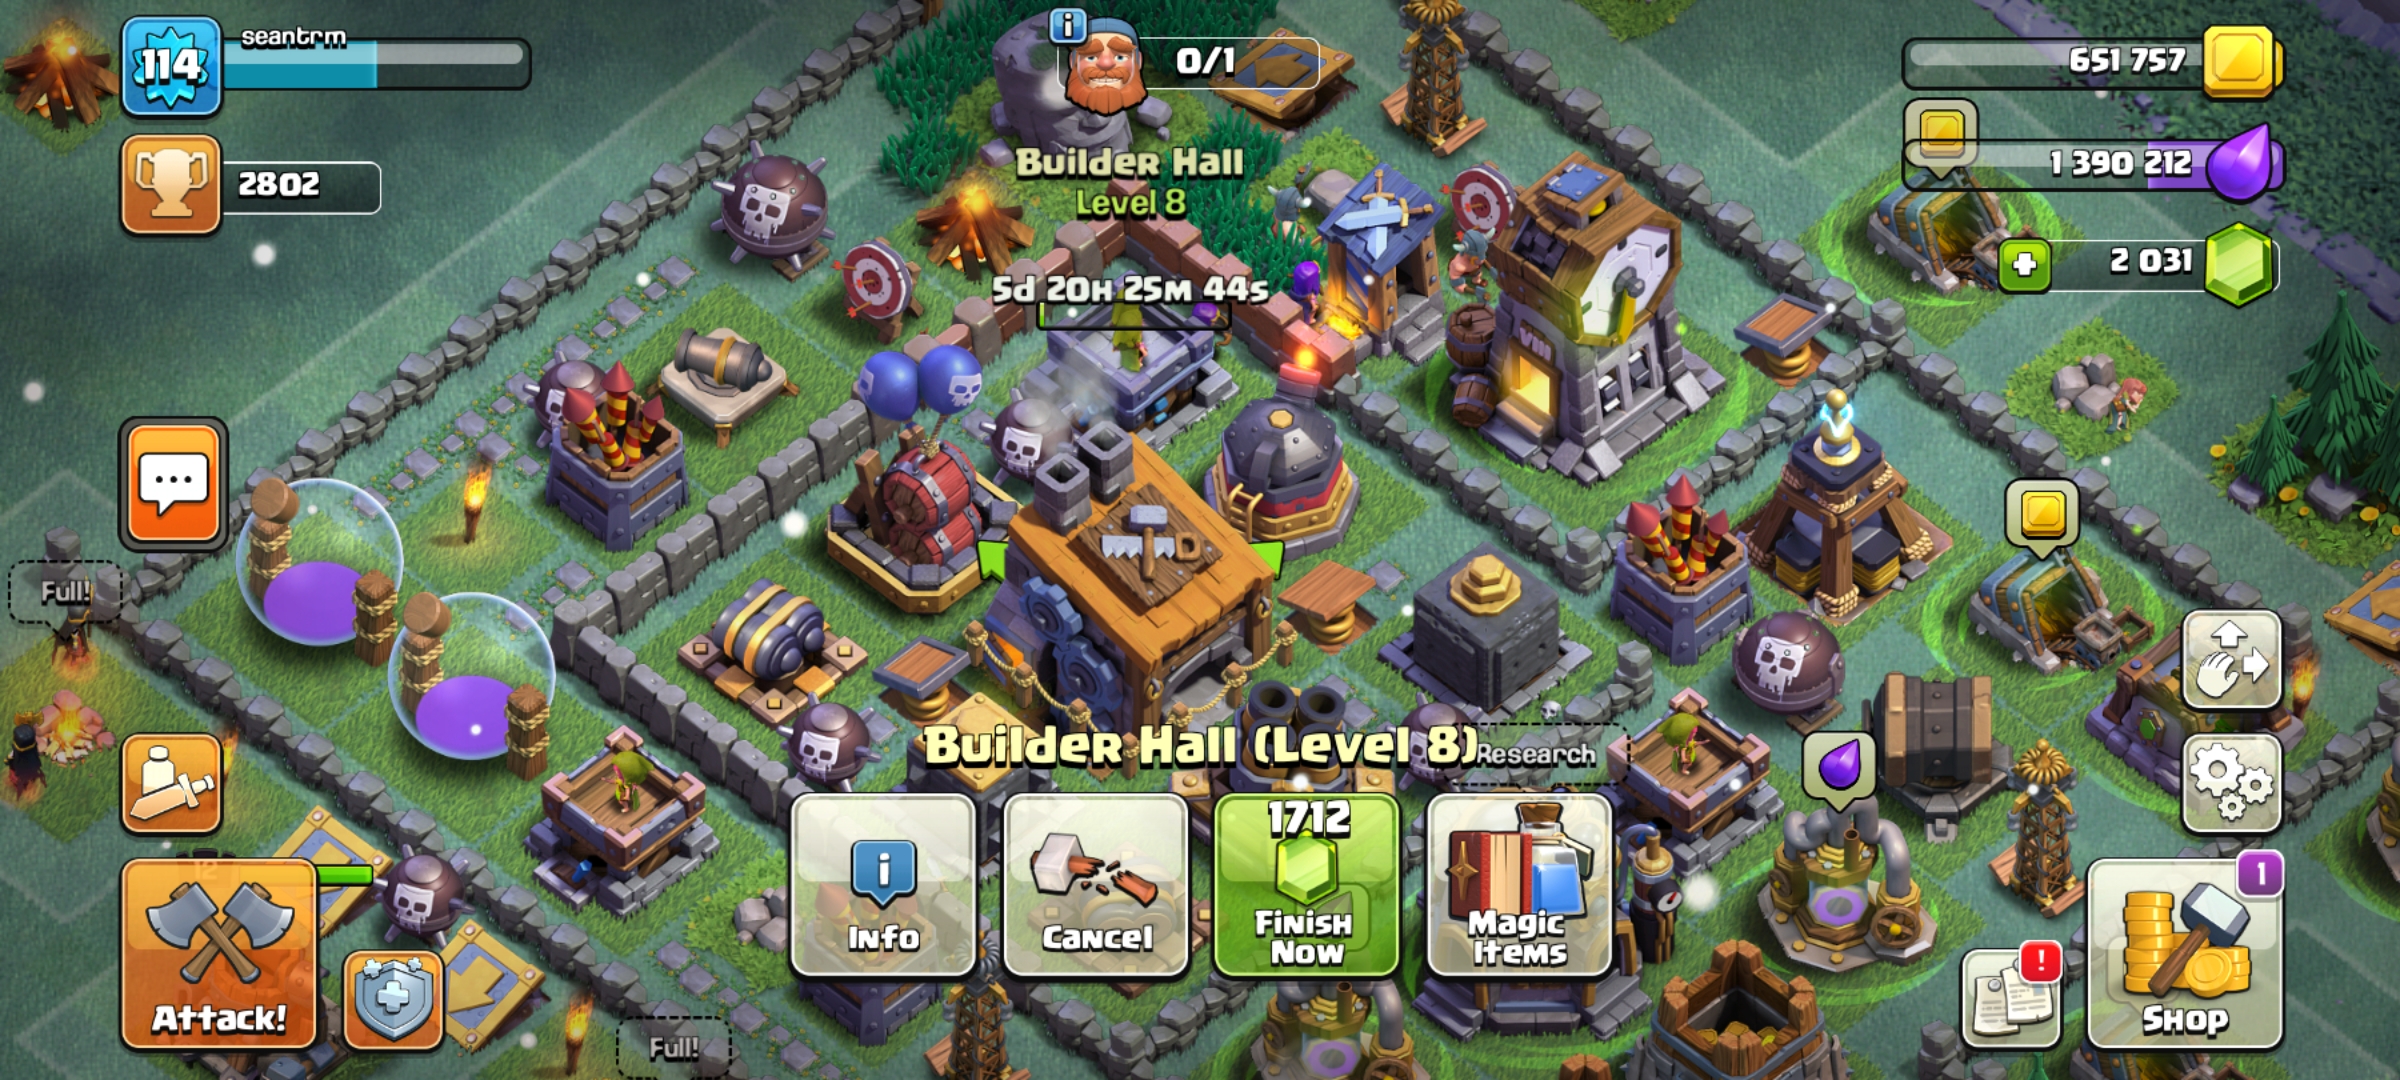 114
seantrm
0/1
651 757
1 390 212
2802
Builder Hall
Level 8
2 031
5d 20H 25M 44s
VIII
Full!
Builder Hall (Level 8)
Research
1712
Info
Cancel
Finish
Now
Magic
Items
1
!
Attack!
Shop
Full!